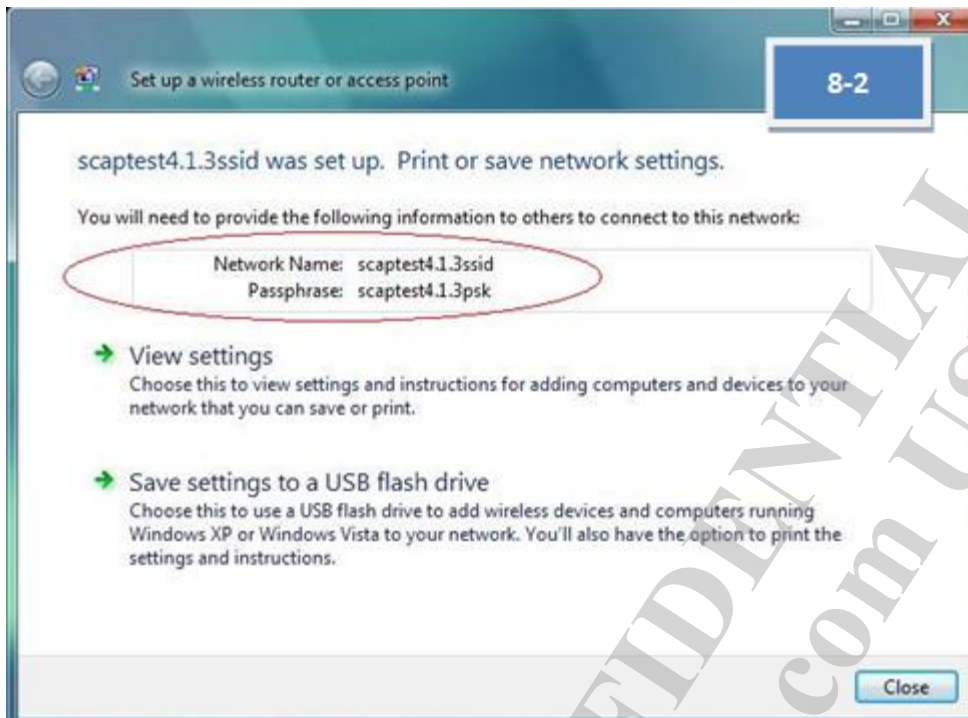 Set up a wireless router or access point
8-2
scaptest4.1.3ssid was set up. Print or save network settings.
You will need to provide the following information to others to connect to this network:
Network Name: scaptest4.1.3ssid
Passphrase: scaptest4.1.3psk
View settings
Choose this to view settings and instructions for adding computers and devices to your
network that you can save or print.
Save settings to a USB flash drive
Choose this to use a USB flash drive to add wireless devices and computers running
Windows XP or Windows Vista to your network. You'll also have the option to print the
settings and instructions.
Close